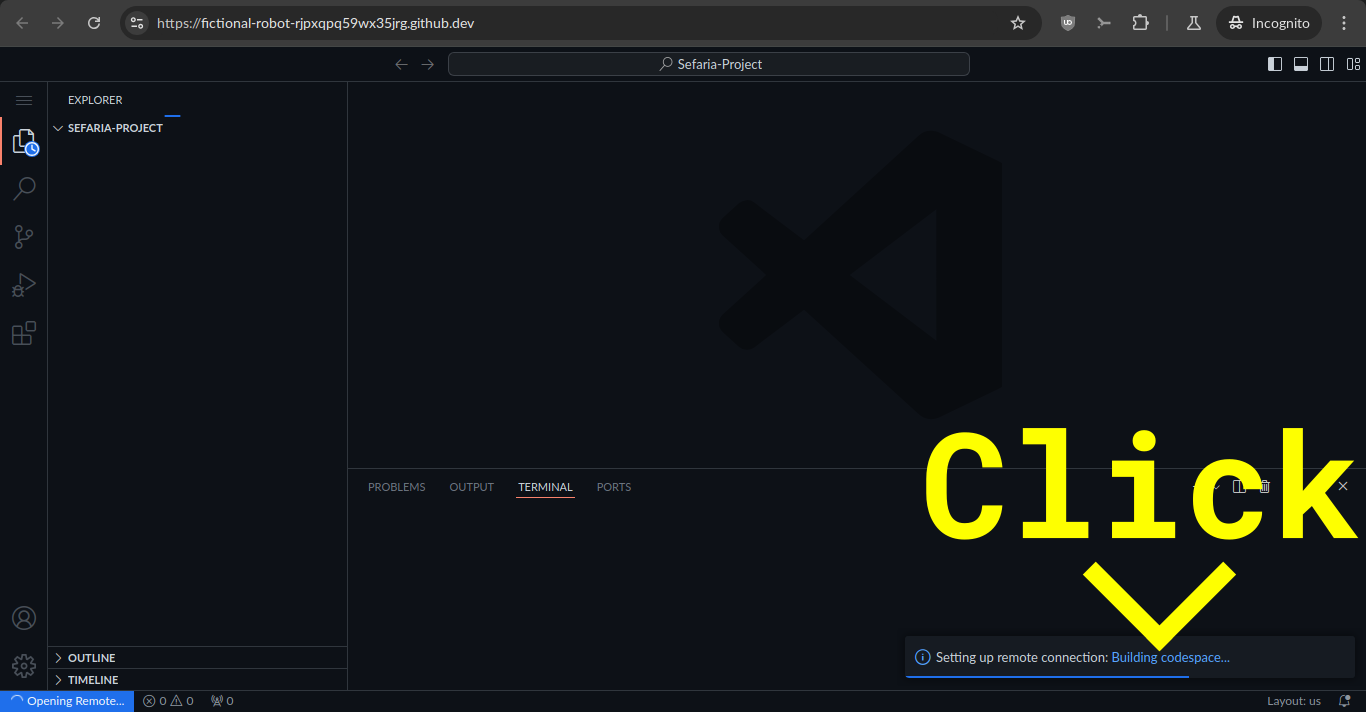 https://fictional-robot-rjpxqpq59wx35jrg.github.dev
Incognito
Sefaria-Project
EXPLORER
SEFARIA-PROJECT
Click
PROBLEMS OUTPUT TERMINAL PORTS
Setting up remote connection: Building codespace...
OUTLINE
TIMELINE
Opening Remote... 0 0 0 Layout: us